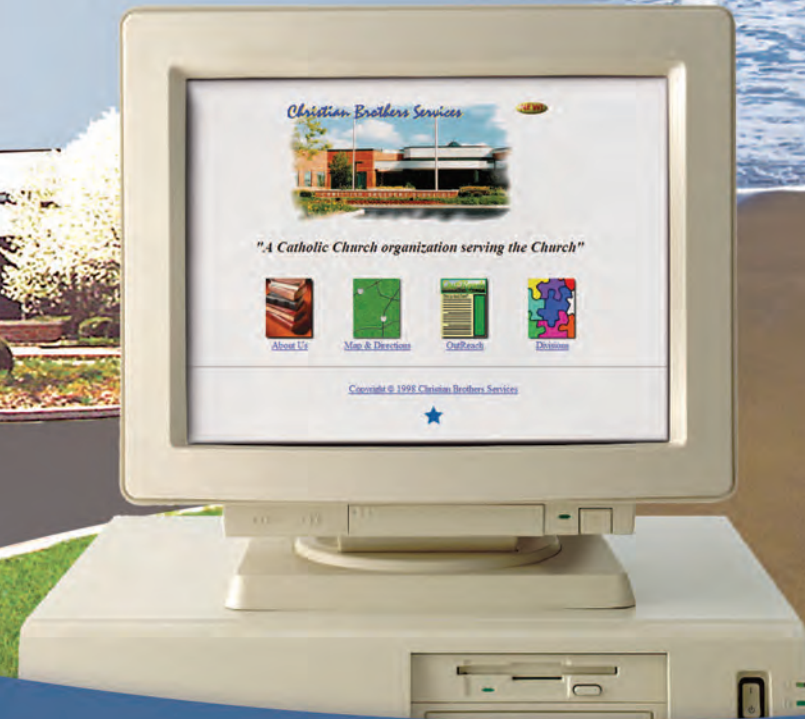 Christian Brothers Services
"A Catholic Church organization serving the Church"
About Us
Map & Directions
OutReach
Divisions
Copyright © 1998 Christian Brothers Services